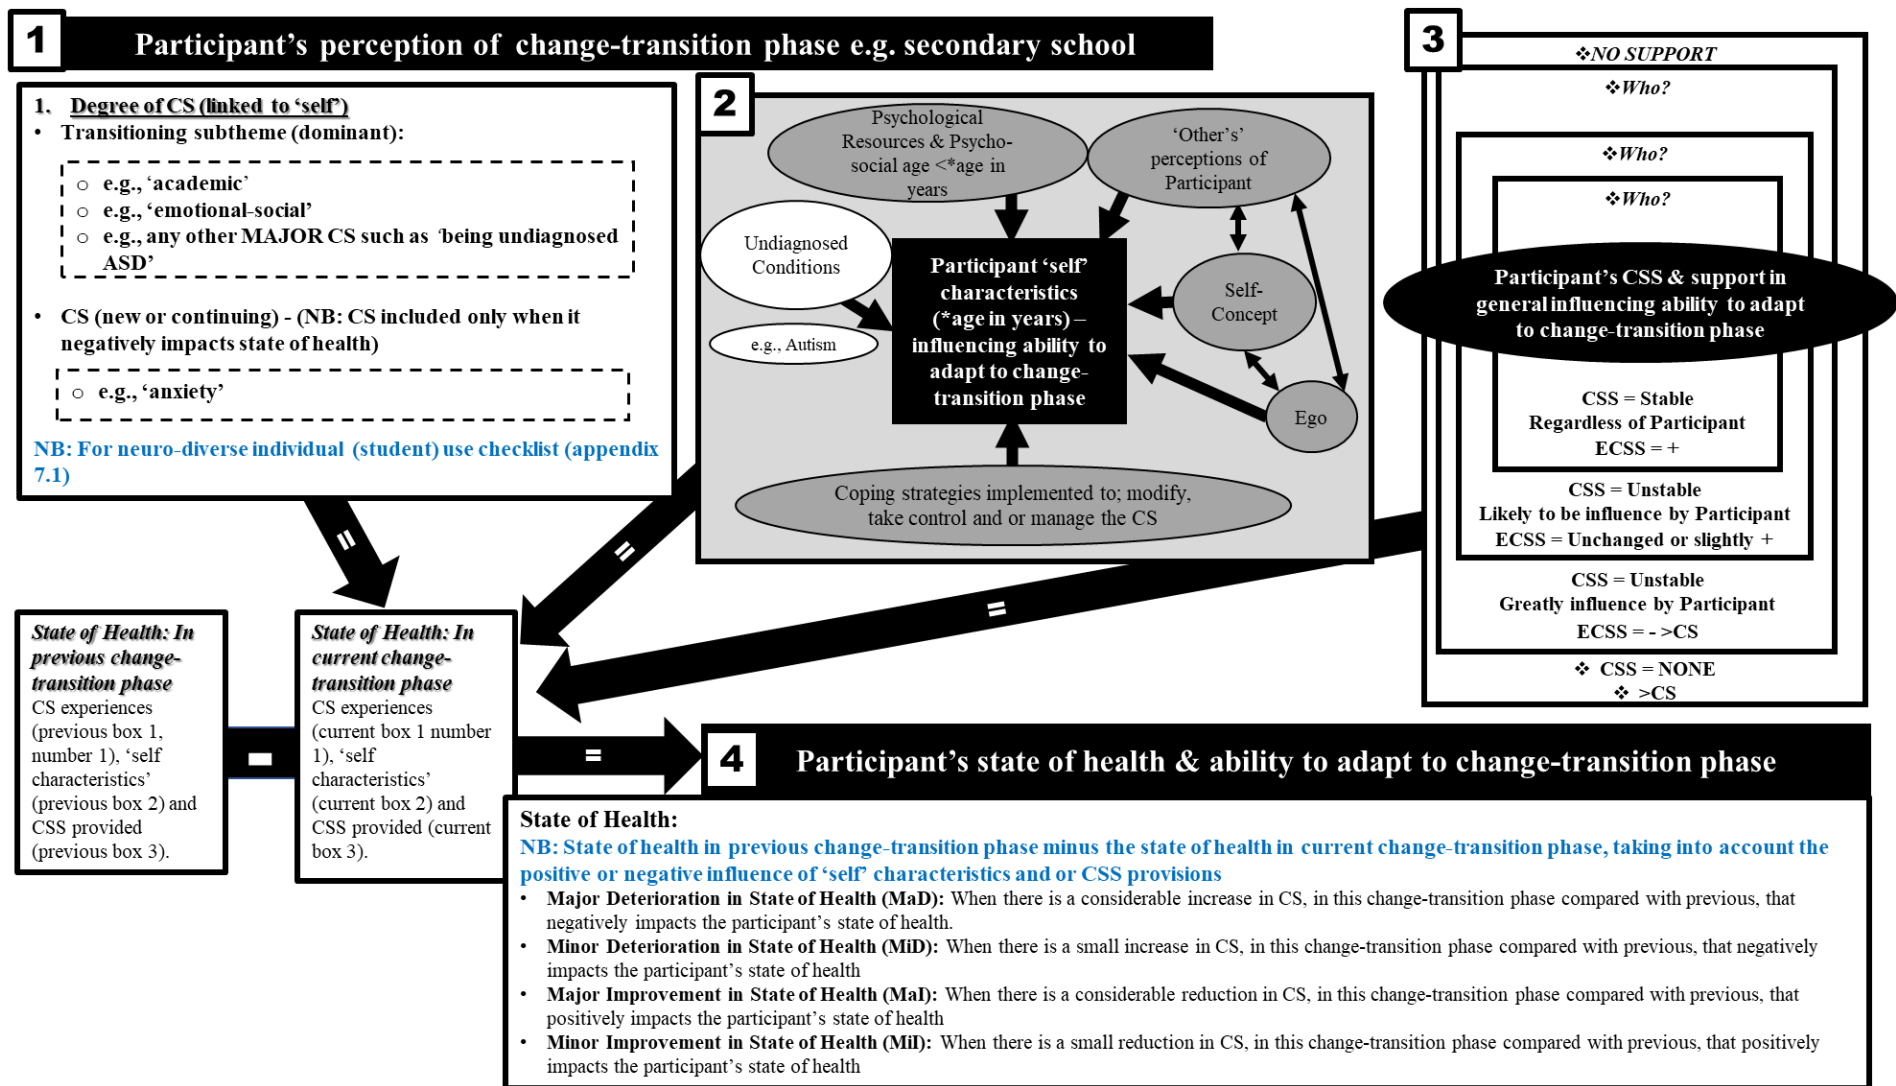 1
Participant’s perception of change-transition phase e.g. secondary school
1. Degree of CS (linked to ‘self’)
• Transitioning subtheme (dominant):
o e.g., ‘academic’
o e.g., ‘emotional-social’
o e.g., any other MAJOR CS such as ‘being undiagnosed
ASD’
• CS (new or continuing) - (NB: CS included only when it
negatively impacts state of health)
o e.g., ‘anxiety’
NB: For neuro-diverse individual (student) use checklist (appendix
7.1)
2
Psychological
Resources & Psycho-
social age <*age in
years
‘Other’s’
perceptions of
Participant
Undiagnosed
Conditions
e.g., Autism
Participant ‘self’
characteristics
(*age in years) –
influencing ability to
adapt to change-
transition phase
Self-
Concept
Ego
Coping strategies implemented to; modify,
take control and or manage the CS
3
❖NO SUPPORT
❖Who?
❖Who?
❖Who?
Participant’s CSS & support in
general influencing ability to adapt
to change-transition phase
CSS = Stable
Regardless of Participant
ECSS = +
CSS = Unstable
Likely to be influence by Participant
ECSS = Unchanged or slightly +
CSS = Unstable
Greatly influence by Participant
ECSS = - >CS
❖ CSS = NONE
❖ >CS
=
=
=
State of Health: In
previous change-
transition phase
CS experiences
(previous box 1,
number 1), ‘self
characteristics’
(previous box 2) and
CSS provided
(previous box 3).
-
State of Health: In
current change-
transition phase
CS experiences
(current box 1 number
1), ‘self
characteristics’
(current box 2) and
CSS provided (current
box 3).
=
4
Participant’s state of health & ability to adapt to change-transition phase
State of Health:
NB: State of health in previous change-transition phase minus the state of health in current change-transition phase, taking into account the
positive or negative influence of ‘self’ characteristics and or CSS provisions
• Major Deterioration in State of Health (MaD): When there is a considerable increase in CS, in this change-transition phase compared with previous, that
negatively impacts the participant’s state of health.
• Minor Deterioration in State of Health (MiD): When there is a small increase in CS, in this change-transition phase compared with previous, that negatively
impacts the participant’s state of health
• Major Improvement in State of Health (MaI): When there is a considerable reduction in CS, in this change-transition phase compared with previous, that
positively impacts the participant’s state of health
• Minor Improvement in State of Health (MiI): When there is a small reduction in CS, in this change-transition phase compared with previous, that positively
impacts the participant’s state of health